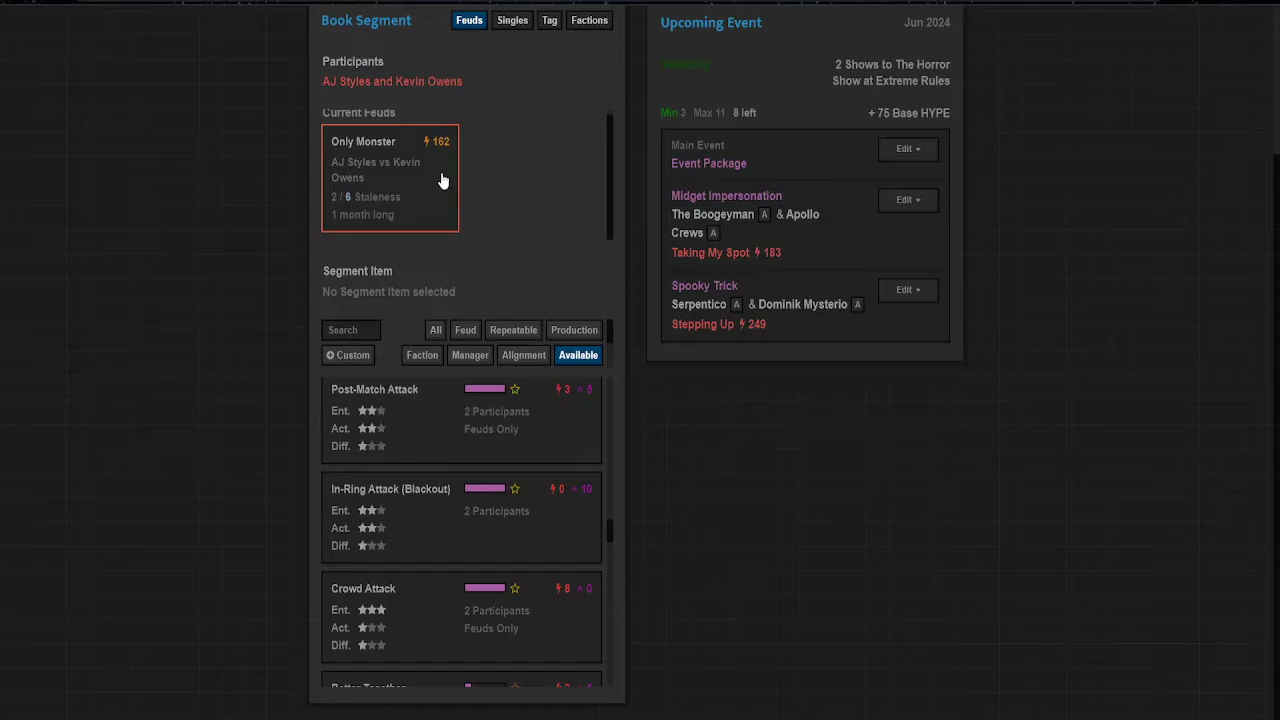 Book Segment
Feuds
Singles
Tag
Factions
Participants
AJ Styles and Kevin Owens
Current Feuds
Only Monster
162
AJ Styles vs Kevin
Owens
2 / 6 Staleness
1 month long
Segment Item
No Segment Item selected
Search
All
Feud
Repeatable
Production
Custom
Faction
Manager
Alignment
Available
Post-Match Attack
3 5
Ent.
2 Participants
Act.
Feuds Only
Diff.
In-Ring Attack (Blackout)
0 10
Ent.
2 Participants
Act.
Diff.
Crowd Attack
8 0
Ent.
2 Participants
Act.
Feuds Only
Diff.
Upcoming Event
Jun 2024
2 Shows to The Horror
Show at Extreme Rules
Min 3 Max 11 8 left
+ 75 Base HYPE
Main Event
Edit
Event Package
Midget Impersonation
Edit
The Boogeyman A & Apollo
Crews A
Taking My Spot 183
Spooky Trick
Edit
Serpentico A & Dominik Mysterio A
Stepping Up 249